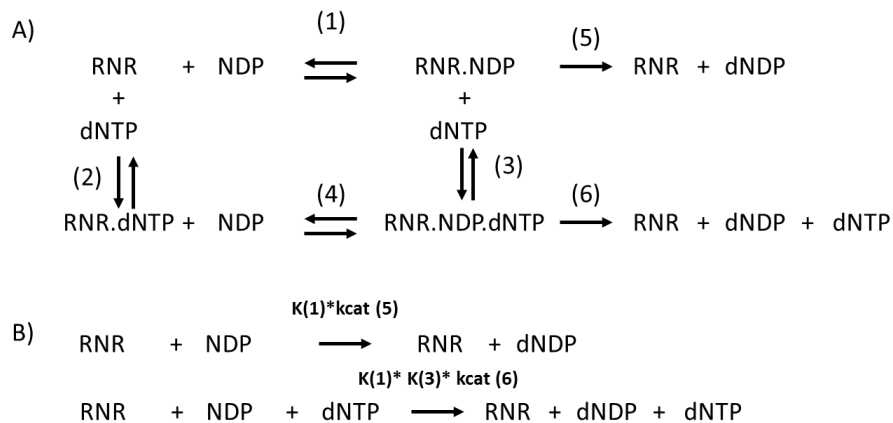 A) (1) (5)
RNR + NDP RNR.NDP RNR + dNDP
+ +
dNTP dNTP
(2) (4) (3) (6)
RNR.dNTP + NDP RNR.NDP.dNTP RNR + dNDP + dNTP
K(1)*kcat (5)
B) RNR + NDP RNR + dNDP
K(1)* K(3)* kcat (6)
RNR + NDP + dNTP RNR + dNDP + dNTP